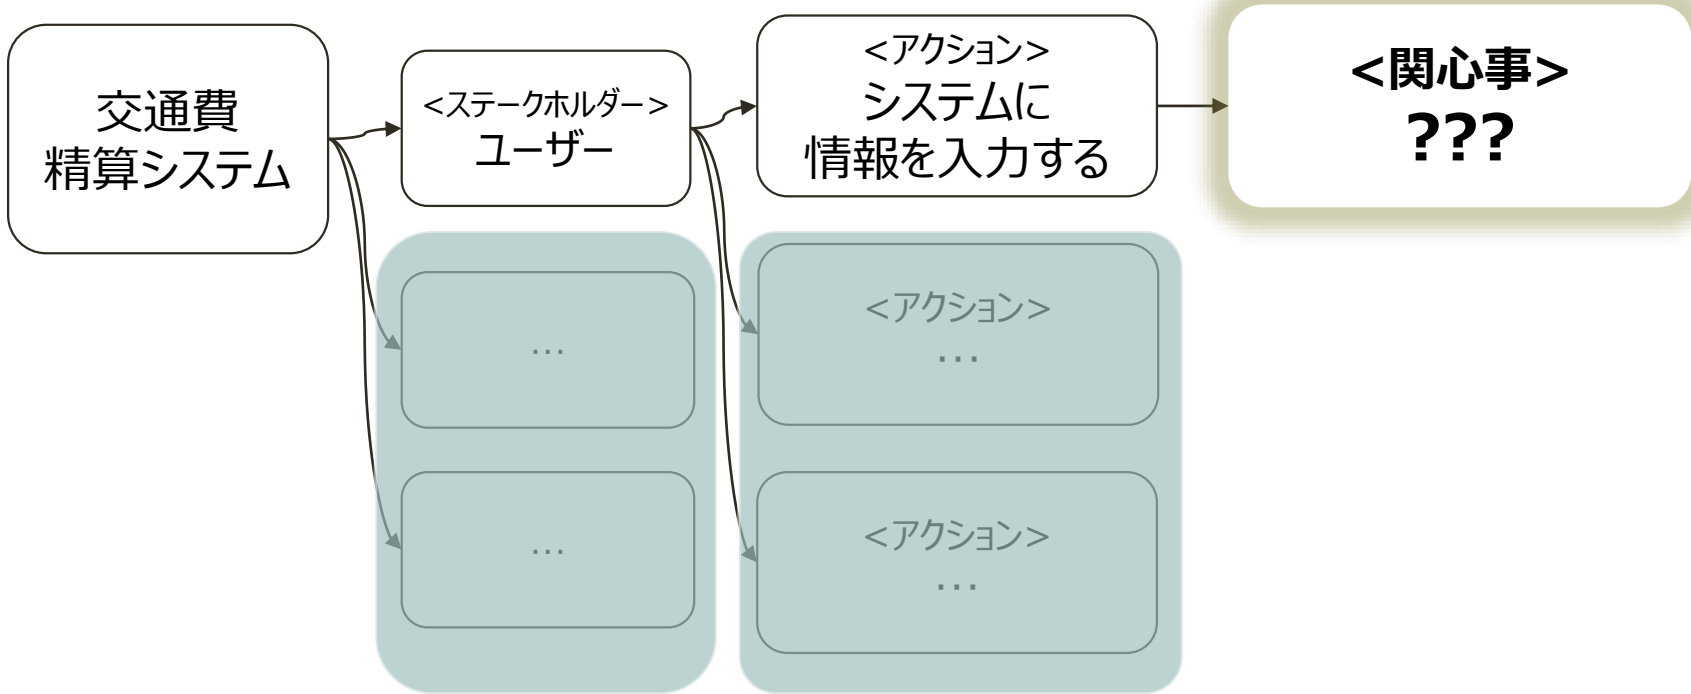 交通費
精算システム
<ステークホルダー>
ユーザー
<アクション>
システムに
情報を入力する
<関心事>
???
…
…
<アクション>
…
<アクション>
…